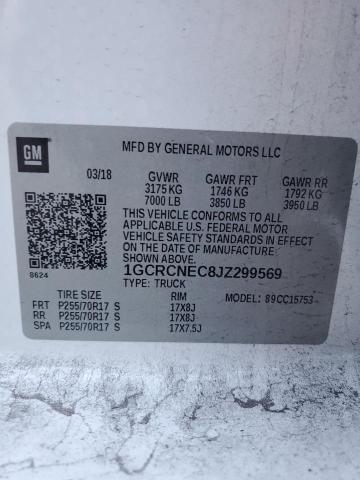 GM
MFD BY GENERAL MOTORS LLC
03/18 GVWR GAWR FRT GAWR RR
3175 KG 1746 KG 1792 KG
7000 LB 3850 LB 3950 LB
THIS VEHICLE CONFORMS TO ALL
APPLICABLE U.S. FEDERAL MOTOR
VEHICLE SAFETY STANDARDS IN
EFFECT ON THE DATE OF
MANUFACTURE SHOWN ABOVE.
1GCRCNEC8JZ299569
8624 TYPE: TRUCK
TIRE SIZE RIM MODEL: 89CC15753
FRT P255/70R17 S 17X8J
RR P255/70R17 S 17X8J
SPA P255/70R17 S 17X7.5J